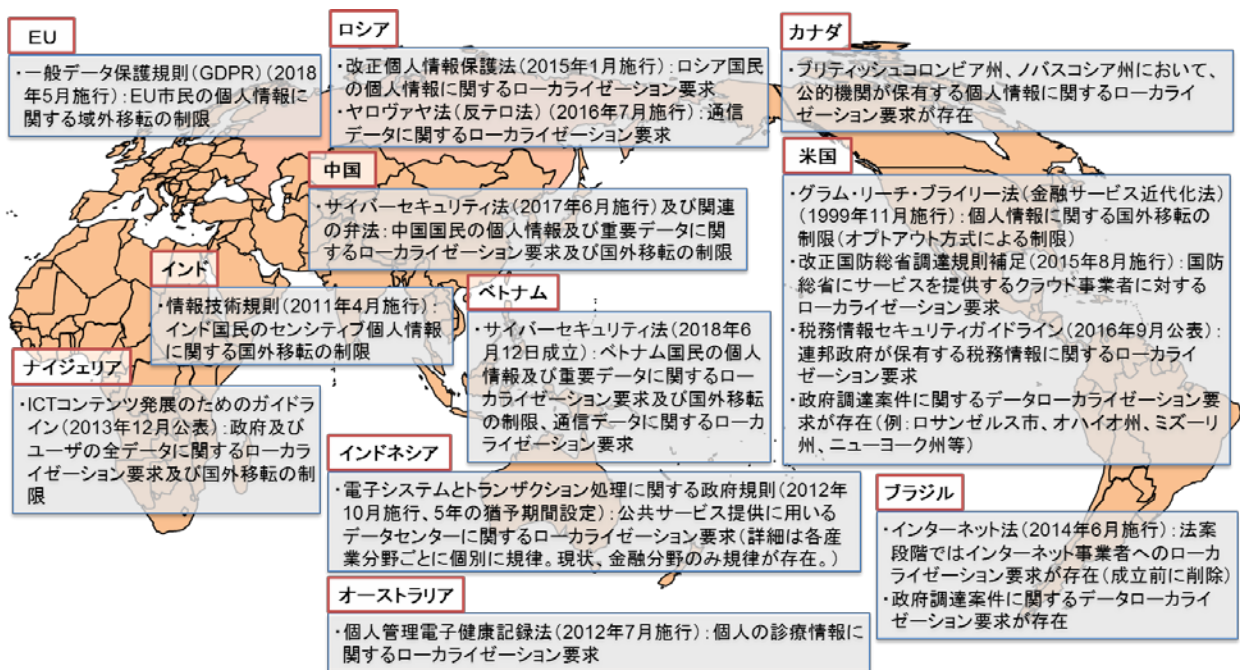 EU
・一般データ保護規則(GDPR)(2018
年5月施行):EU市民の個人情報に
関する域外移転の制限
ロシア
・改正個人情報保護法(2015年1月施行):ロシア国民
の個人情報に関するローカライゼーション要求
・ヤロヴァヤ法(反テロ法)(2016年7月施行):通信
データに関するローカライゼーション要求
カナダ
・ブリティッシュコロンビア州、ノバスコシア州において、
公的機関が保有する個人情報に関するローカライ
ゼーション要求が存在
中国
・サイバーセキュリティ法(2017年6月施行)及び関連
の弁法:中国国民の個人情報及び重要データに関
するローカライゼーション要求及び国外移転の制限
米国
・グラム・リーチ・ブライリー法(金融サービス近代化法)
(1999年11月施行):個人情報に関する国外移転の
制限(オプトアウト方式による制限)
・改正国防総省調達規則補足(2015年8月施行):国防
総省にサービスを提供するクラウド事業者に対する
ローカライゼーション要求
・税務情報セキュリティガイドライン(2016年9月公表):
連邦政府が保有する税務情報に関するローカライ
ゼーション要求
・政府調達案件に関するデータローカライゼーション要
求が存在(例:ロサンゼルス市、オハイオ州、ミズーリ
州、ニューヨーク州等)
インド
・情報技術規則(2011年4月施行):
インド国民のセンシティブ個人情報
に関する国外移転の制限
ベトナム
・サイバーセキュリティ法(2018年6
月12日成立):ベトナム国民の個人
情報及び重要データに関するロー
カライゼーション要求及び国外移転
の制限、通信データに関するローカ
ライゼーション要求
ナイジェリア
・ICTコンテンツ発展のためのガイドラ
イン(2013年12月公表):政府及び
ユーザの全データに関するローカラ
イゼーション要求及び国外移転の制
限
インドネシア
・電子システムとトランザクション処理に関する政府規則(2012年
10月施行、5年の猶予期間設定):公共サービス提供に用いる
データセンターに関するローカライゼーション要求(詳細は各産
業分野ごとに個別に規律。現状、金融分野のみ規律が存在。)
ブラジル
・インターネット法(2014年6月施行):法案
段階ではインターネット事業者へのローカ
ライゼーション要求が存在(成立前に削除)
・政府調達案件に関するデータローカライ
ゼーション要求が存在
オーストラリア
・個人管理電子健康記録法(2012年7月施行):個人の診療情報に
関するローカライゼーション要求